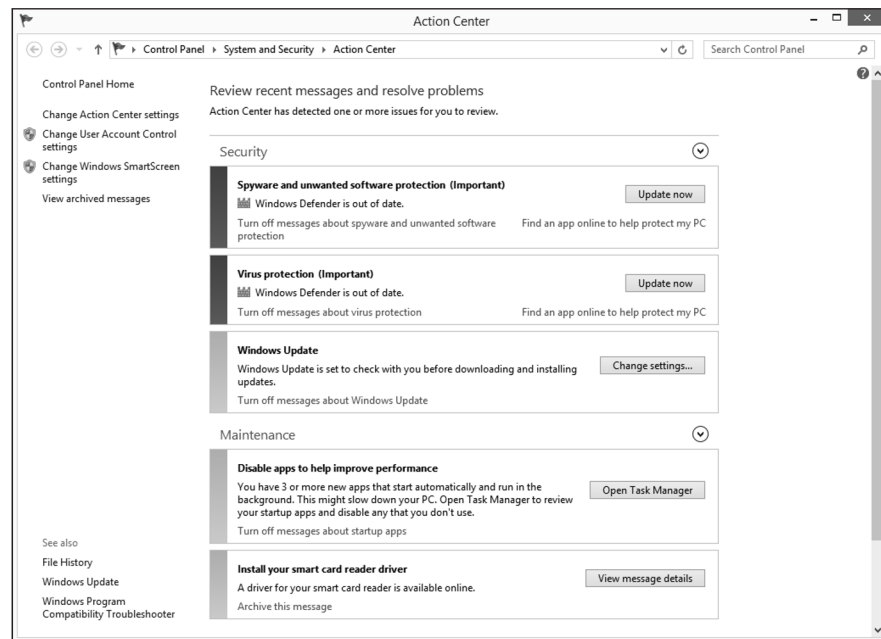 Action Center
Control Panel › System and Security › Action Center
Search Control Panel
Control Panel Home
Change Action Center settings
Change User Account Control
settings
Change Windows SmartScreen
settings
View archived messages
Review recent messages and resolve problems
Action Center has detected one or more issues for you to review.
Security
Spyware and unwanted software protection (Important)
Windows Defender is out of date.
Update now
Turn off messages about spyware and unwanted software
protection
Find an app online to help protect my PC
Virus protection (Important)
Windows Defender is out of date.
Update now
Turn off messages about virus protection
Find an app online to help protect my PC
Windows Update
Windows Update is set to check with you before downloading and installing
updates.
Change settings...
Turn off messages about Windows Update
Maintenance
Disable apps to help improve performance
You have 3 or more new apps that start automatically and run in the
background. This might slow down your PC. Open Task Manager to review
your startup apps and disable any that you don't use.
Open Task Manager
Turn off messages about startup apps
Install your smart card reader driver
A driver for your smart card reader is available online.
View message details
Archive this message
See also
File History
Windows Update
Windows Program
Compatibility Troubleshooter